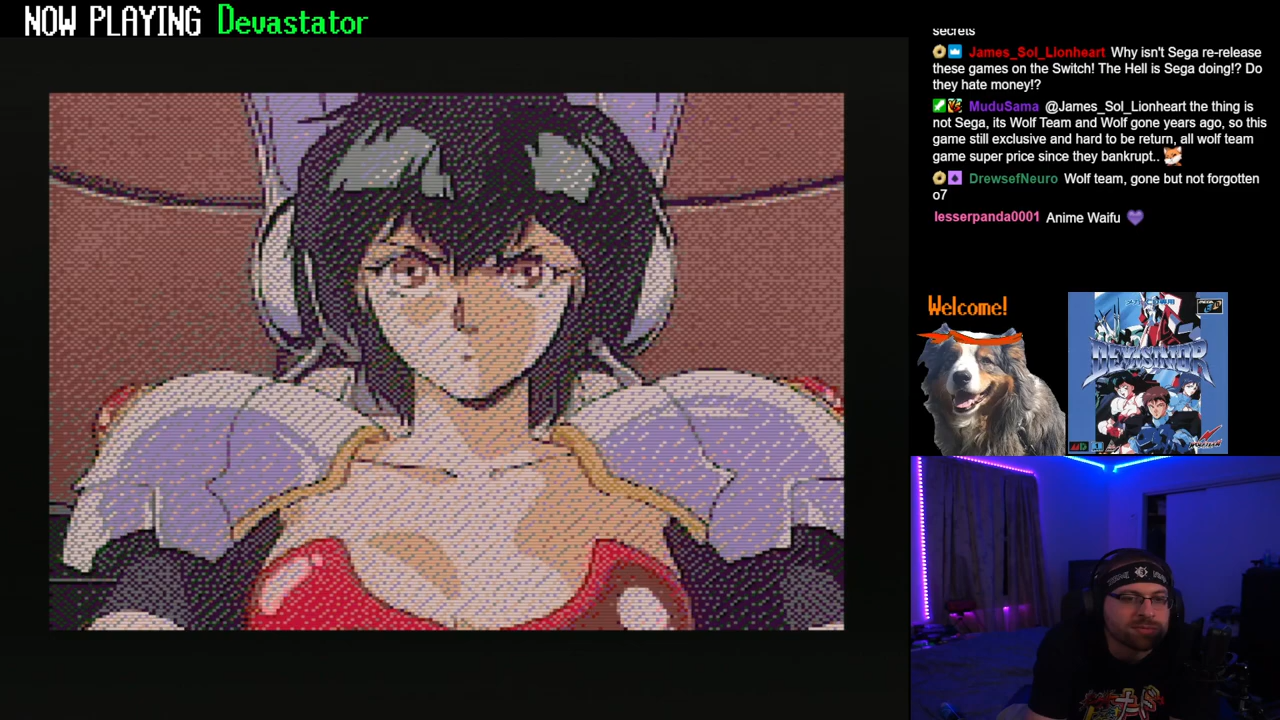 NOW PLAYING Devastator
secrets
James_Sol_Lionheart Why isn't Sega re-release
these games on the Switch! The Hell is Sega doing!? Do
they hate money!?
MuduSama @James_Sol_Lionheart the thing is
not Sega, its Wolf Team and Wolf gone years ago, so this
game still exclusive and hard to be return, all wolf team
game super price since they bankrupt..
DrewsefNeuro Wolf team, gone but not forgotten
o7
lesserpanda0001 Anime Waifu
Welcome!
DEVASTATOR